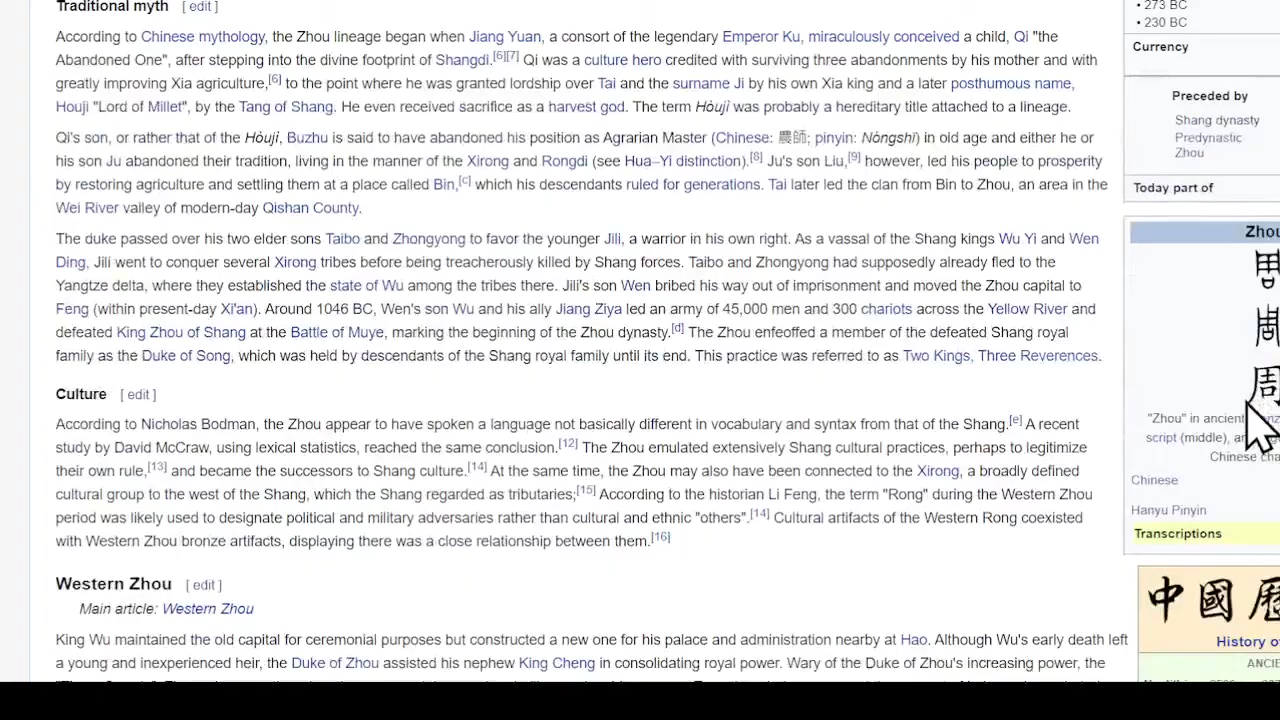 Traditional myth [ edit ]
According to Chinese mythology, the Zhou lineage began when Jiang Yuan, a consort of the legendary Emperor Ku, miraculously conceived a child, Qi "the
Abandoned One", after stepping into the divine footprint of Shangdi.[6][7] Qi was a culture hero credited with surviving three abandonments by his mother and with
greatly improving Xia agriculture,[6] to the point where he was granted lordship over Tai and the surname Ji by his own Xia king and a later posthumous name,
Houji "Lord of Millet", by the Tang of Shang. He even received sacrifice as a harvest god. The term Hòujì was probably a hereditary title attached to a lineage.
Qi's son, or rather that of the Hòujì, Buzhu is said to have abandoned his position as Agrarian Master (Chinese: 農師; pinyin: Nóngshī) in old age and either he or
his son Ju abandoned their tradition, living in the manner of the Xirong and Rongdi (see Hua–Yi distinction).[8] Ju's son Liu,[9] however, led his people to prosperity
by restoring agriculture and settling them at a place called Bin,[c] which his descendants ruled for generations. Tai later led the clan from Bin to Zhou, an area in the
Wei River valley of modern-day Qishan County.
The duke passed over his two elder sons Taibo and Zhongyong to favor the younger Jili, a warrior in his own right. As a vassal of the Shang kings Wu Yi and Wen
Ding, Jili went to conquer several Xirong tribes before being treacherously killed by Shang forces. Taibo and Zhongyong had supposedly already fled to the
Yangtze delta, where they established the state of Wu among the tribes there. Jili's son Wen bribed his way out of imprisonment and moved the Zhou capital to
Feng (within present-day Xi'an). Around 1046 BC, Wen's son Wu and his ally Jiang Ziya led an army of 45,000 men and 300 chariots across the Yellow River and
defeated King Zhou of Shang at the Battle of Muye, marking the beginning of the Zhou dynasty.[d] The Zhou enfeoffed a member of the defeated Shang royal
family as the Duke of Song, which was held by descendants of the Shang royal family until its end. This practice was referred to as Two Kings, Three Reverences.
Culture [ edit ]
According to Nicholas Bodman, the Zhou appear to have spoken a language not basically different in vocabulary and syntax from that of the Shang.[e] A recent
study by David McCraw, using lexical statistics, reached the same conclusion.[12] The Zhou emulated extensively Shang cultural practices, perhaps to legitimize
their own rule,[13] and became the successors to Shang culture.[14] At the same time, the Zhou may also have been connected to the Xirong, a broadly defined
cultural group to the west of the Shang, which the Shang regarded as tributaries;[15] According to the historian Li Feng, the term "Rong" during the Western Zhou
period was likely used to designate political and military adversaries rather than cultural and ethnic "others".[14] Cultural artifacts of the Western Rong coexisted
with Western Zhou bronze artifacts, displaying there was a close relationship between them.[16]
Western Zhou [ edit ]
Main article: Western Zhou
King Wu maintained the old capital for ceremonial purposes but constructed a new one for his palace and administration nearby at Hao. Although Wu's early death left
a young and inexperienced heir, the Duke of Zhou assisted his nephew King Cheng in consolidating royal power. Wary of the Duke of Zhou's increasing power, the
• 273 BC
• 230 BC
Currency
Preceded by
Shang dynasty
Predynastic
Zhou
Today part of
Zhou
周
"Zhou" in ancient
script (middle),
Chinese
Chinese
Hanyu Pinyin
Transcriptions
中國歷
History of